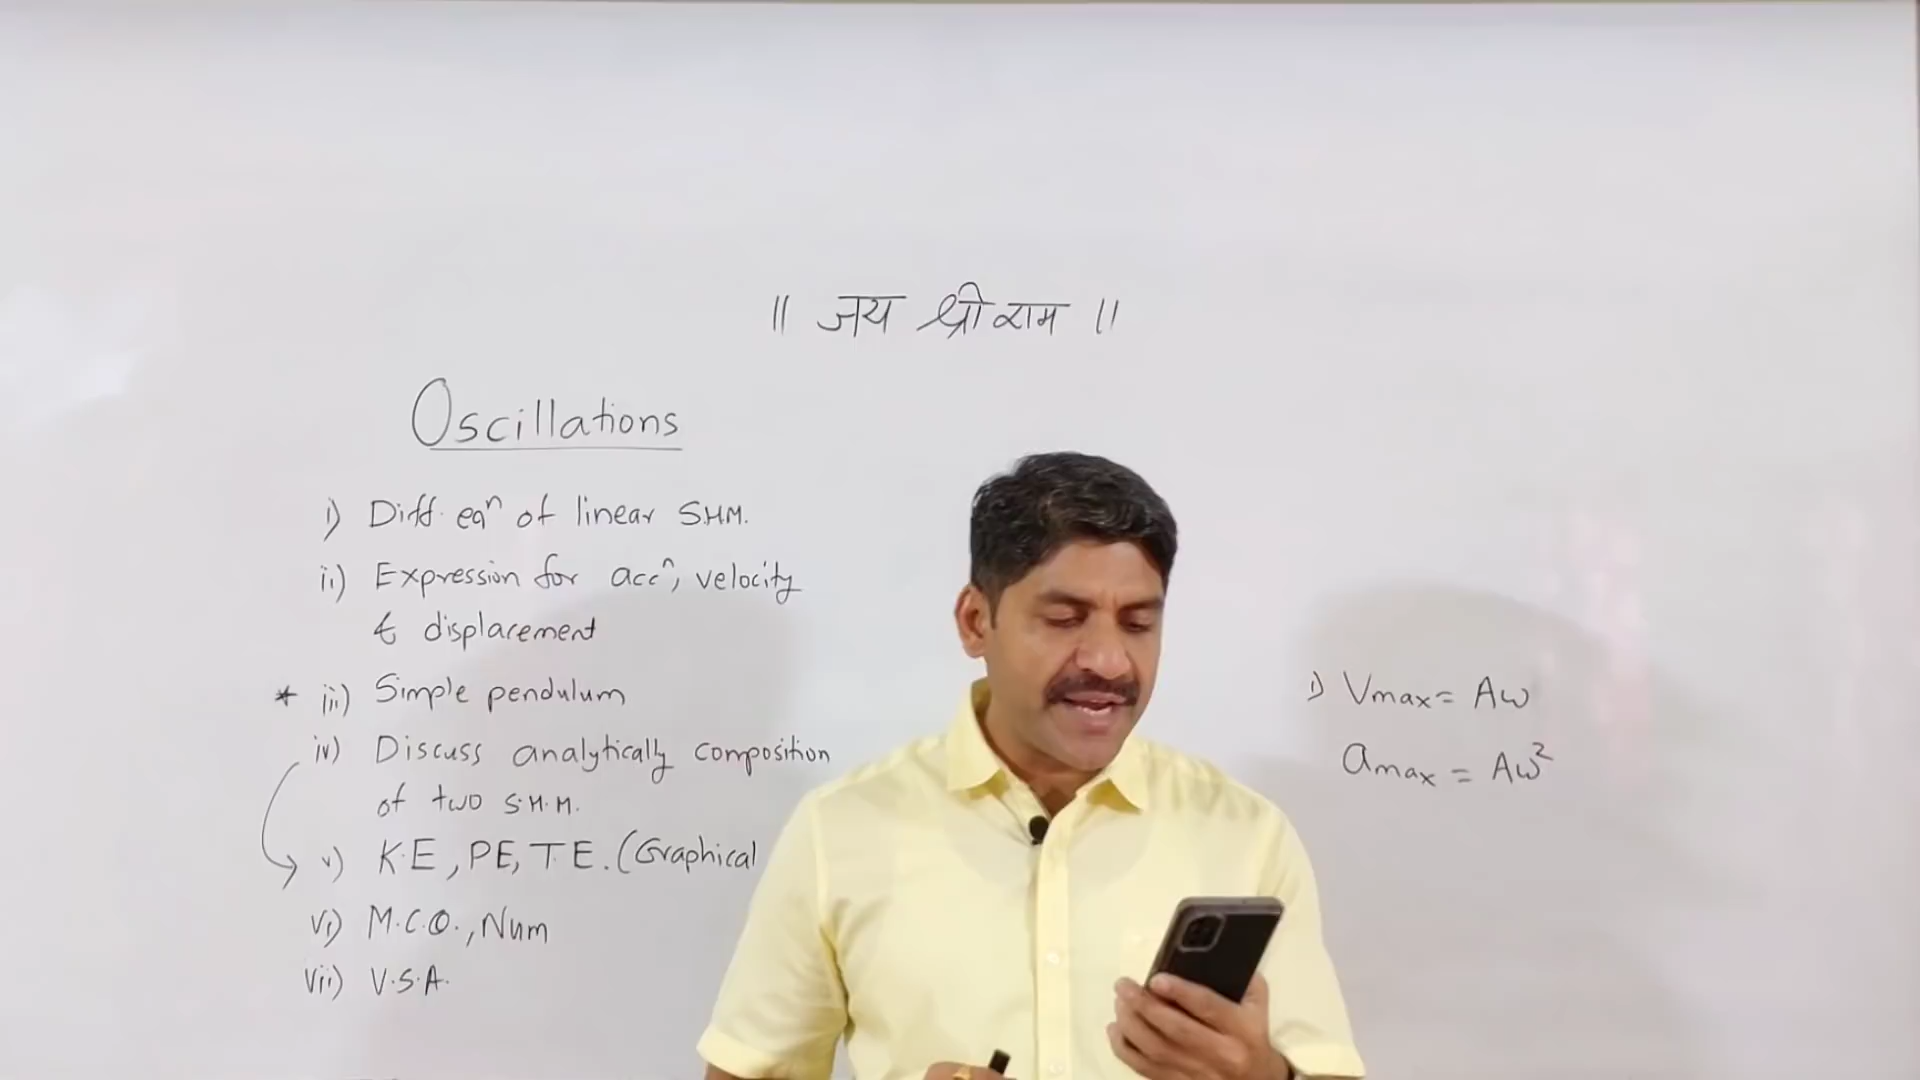 ॥ जय श्री राम ॥
Oscillations
i) Diff. eqⁿ of linear S.H.M.
ii) Expression for accⁿ, velocity
& displacement
* iii) Simple pendulum
iv) Discuss analytically composition
of two S.H.M.
v) K.E, PE, T.E. (Graphical
vi) M.C.Q., Num
vii) V.S.A.
1) Vmax = Aω
amax = Aω²